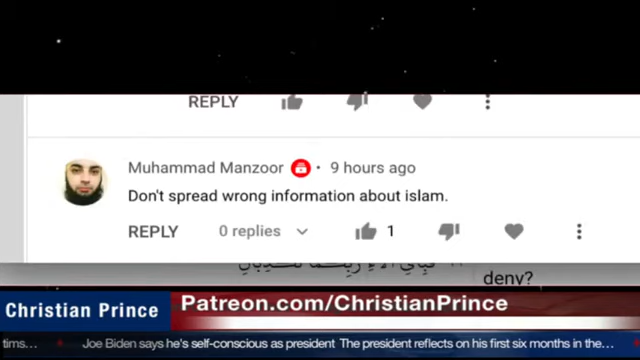 REPLY
Muhammad Manzoor • 9 hours ago
Don't spread wrong information about islam.
REPLY 0 replies 1
deny?
Christian Prince
Patreon.com/ChristianPrince
tims... Joe Biden says he's self-conscious as president The president reflects on his first six months in the...